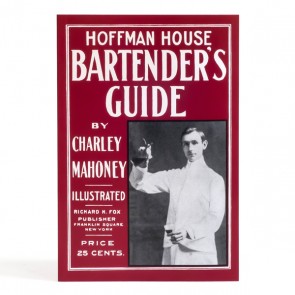 HOFFMAN HOUSE
BARTENDER'S
GUIDE
BY
CHARLEY
MAHONEY
ILLUSTRATED
RICHARD K. FOX
PUBLISHER
FRANKLIN SQUARE
NEW YORK
PRICE
25 CENTS.